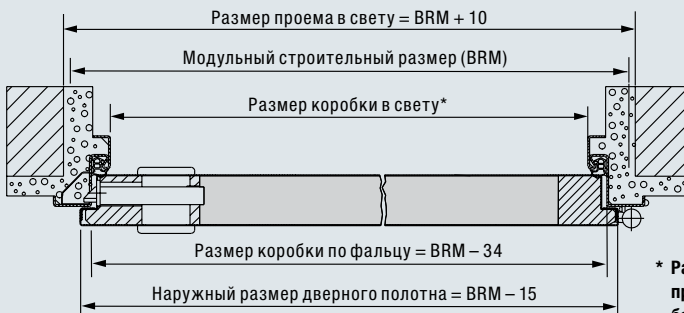 Размер проема в свету = BRM + 10
Модульный строительный размер (BRM)
Размер коробки в свету*
Размер коробки по фальцу = BRM – 34
Наружный размер дверного полотна = BRM – 15
* Ра
пр